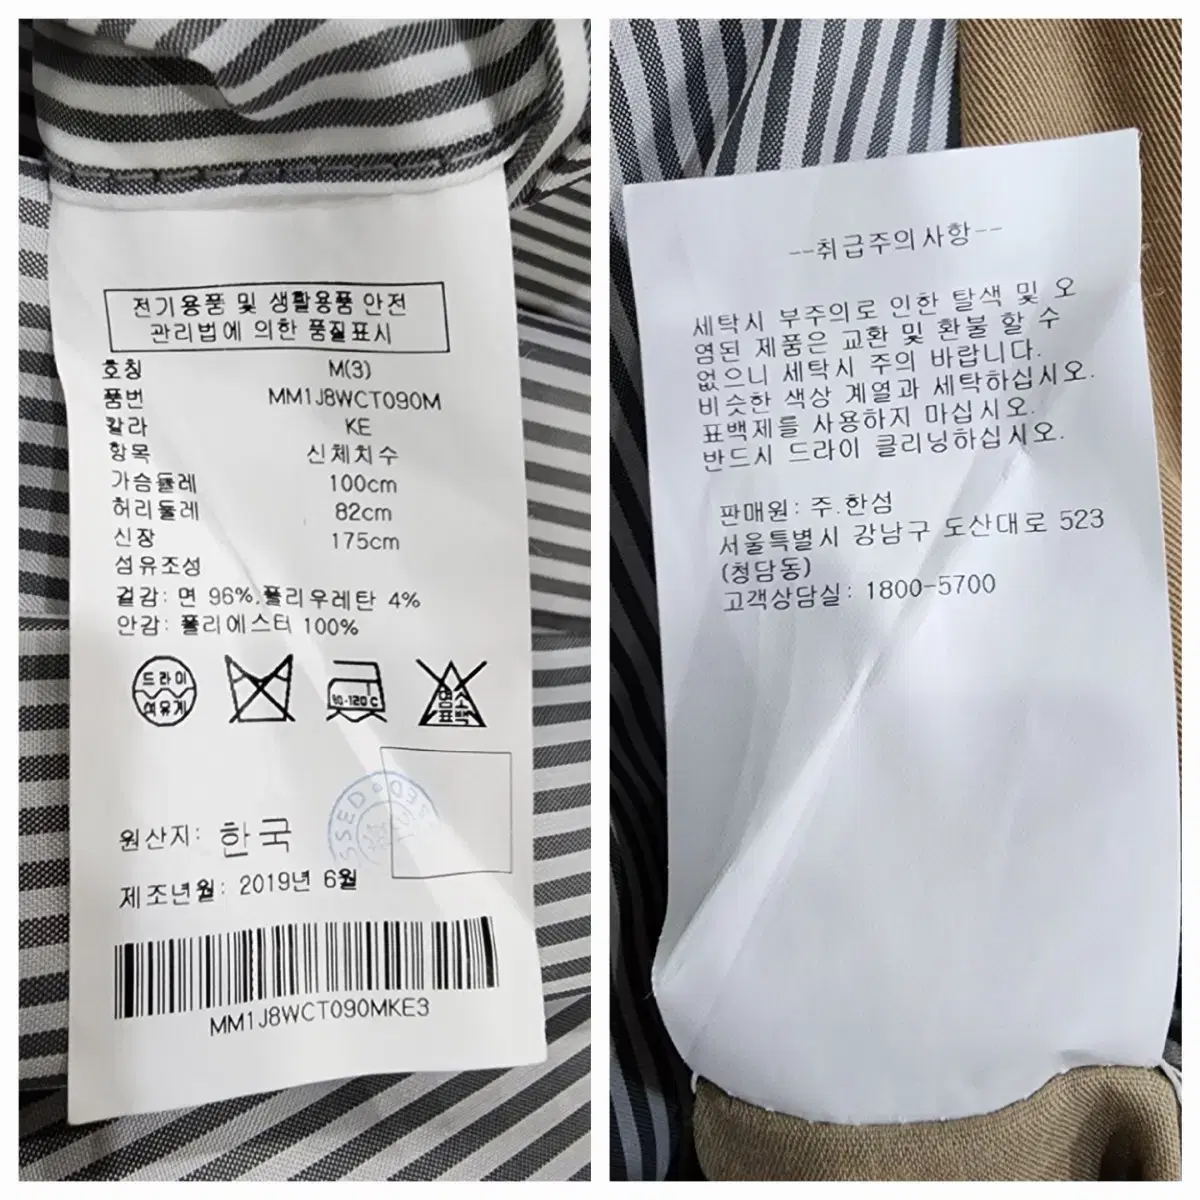 전기용품 및 생활용품 안전
관리법에 의한 품질표시
호칭 M(3)
품번 MM1J8WCT090M
칼라 KE
항목 신체치수
가슴둘레 100cm
허리둘레 82cm
신장 175cm
섬유조성
겉감: 면 96%,폴리우레탄 4%
안감: 폴리에스터 100%
드라이
석유계
80-120C
염소
표백
원산지: 한국
제조년월: 2019년 6월
MM1J8WCT090MKE3
--취급주의사항--
세탁시 부주의로 인한 탈색 및 오
염된 제품은 교환 및 환불 할 수
없으니 세탁시 주의 바랍니다.
비슷한 색상 계열과 세탁하십시오.
표백제를 사용하지 마십시오.
반드시 드라이 클리닝하십시오.
판매원: 주.한섬
서울특별시 강남구 도산대로 523
(청담동)
고객상담실: 1800-5700